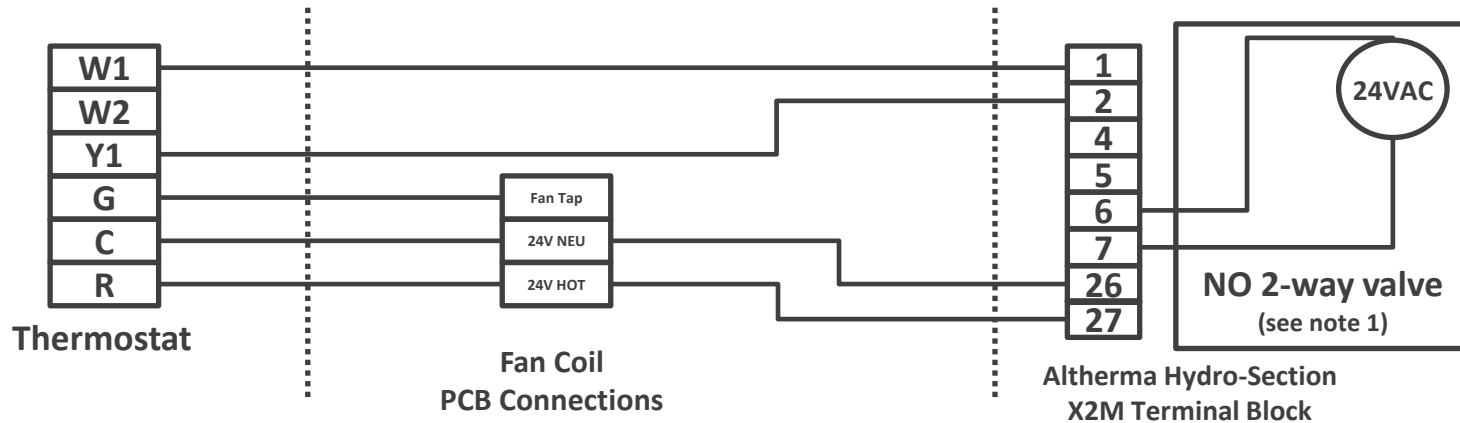 W1
W2
Y1
G
C
R
Thermostat
Fan Tap
24V NEU
24V HOT
Fan Coil
PCB Connections
1
2
4
5
6
7
26
27
Altherma Hydro-Section
X2M Terminal Block
24VAC
NO 2-way valve
(see note 1)